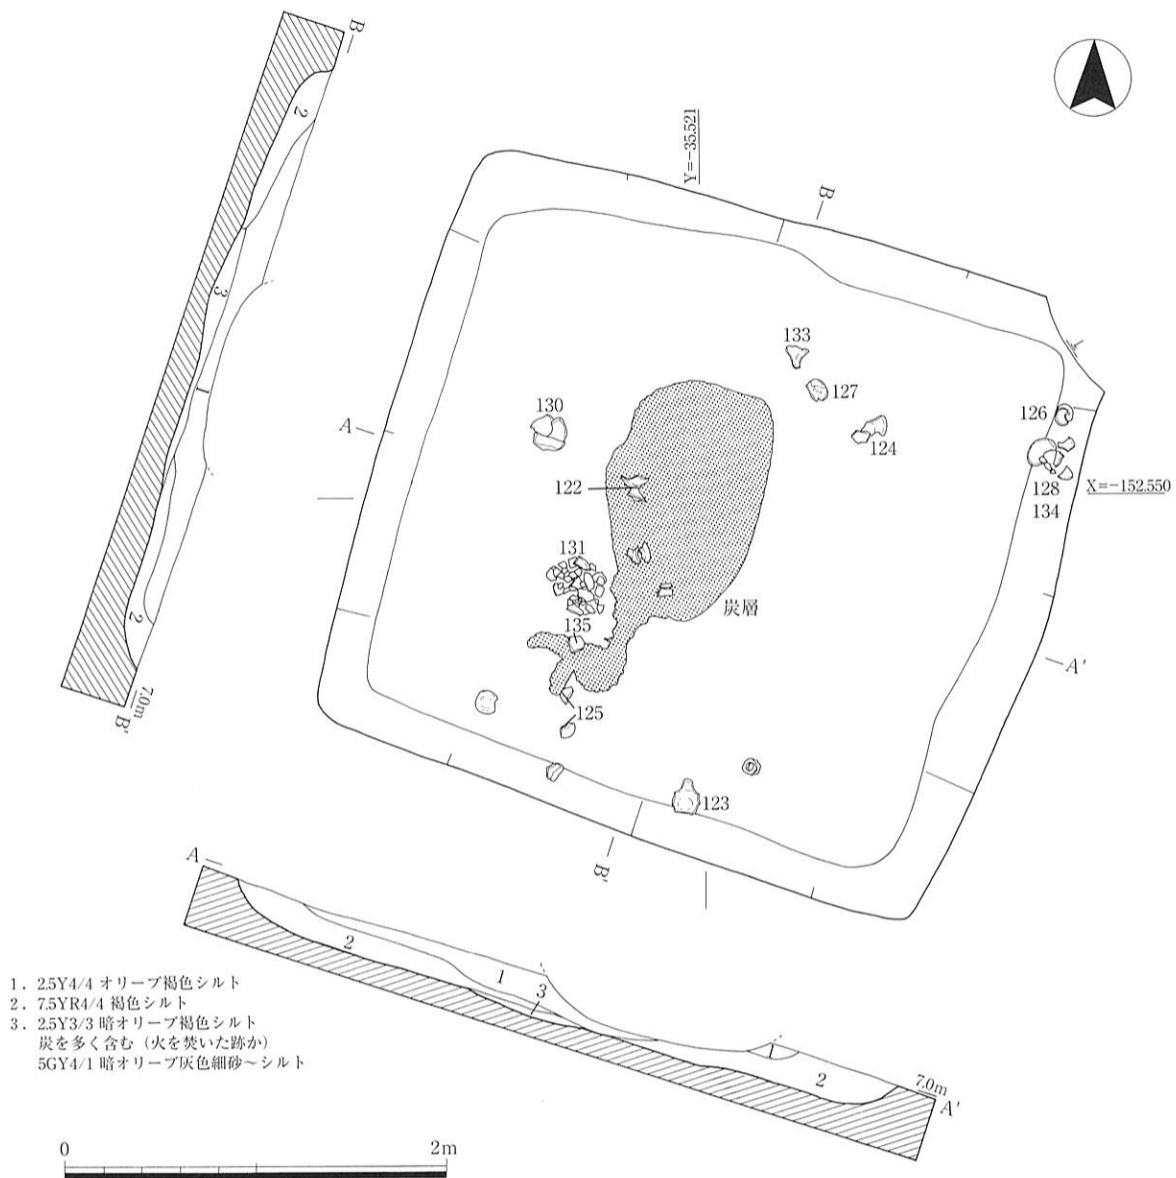 B
2
3
2
7.0m
B'
Y=-35.521
B
133
127
124
126
128
134
X=-152.550
130
A
122
131
135
炭層
125
123
A'
B'
A
2
1
3
1
2
7.0m
A'
1. 2.5Y4/4 オリーブ褐色シルト
2. 7.5YR4/4 褐色シルト
3. 2.5Y3/3 暗オリーブ褐色シルト
炭を多く含む（火を焚いた跡か）
5GY4/1 暗オリーブ灰色細砂～シルト
0 2m